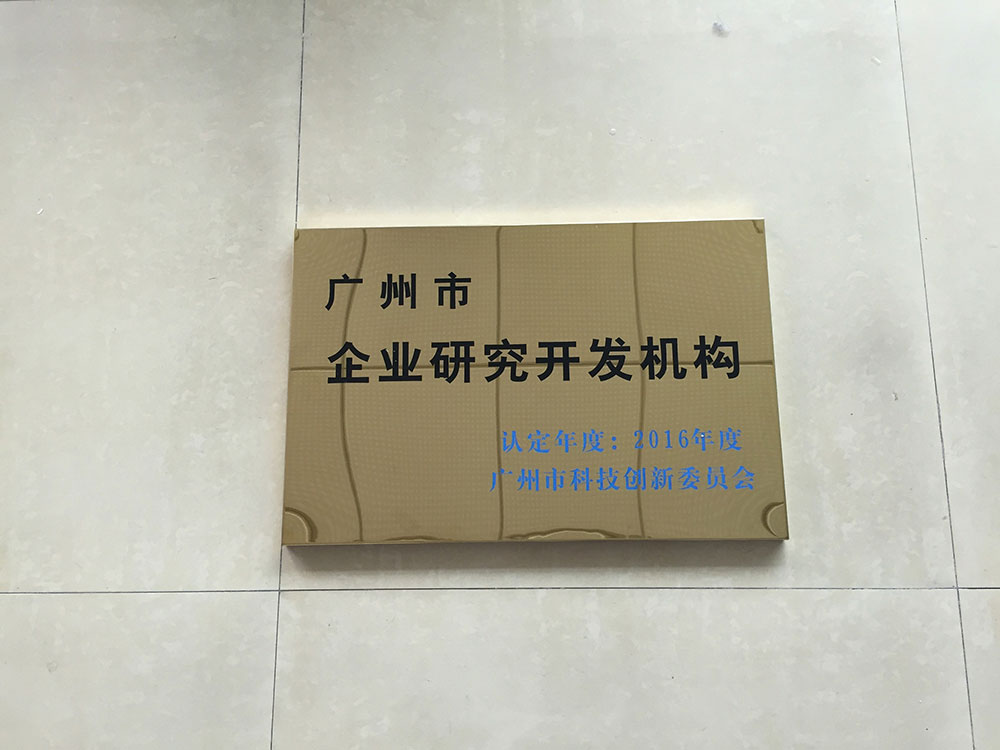 广州市
企业研究开发机构
认定年度：2016年度
广州市科技创新委员会